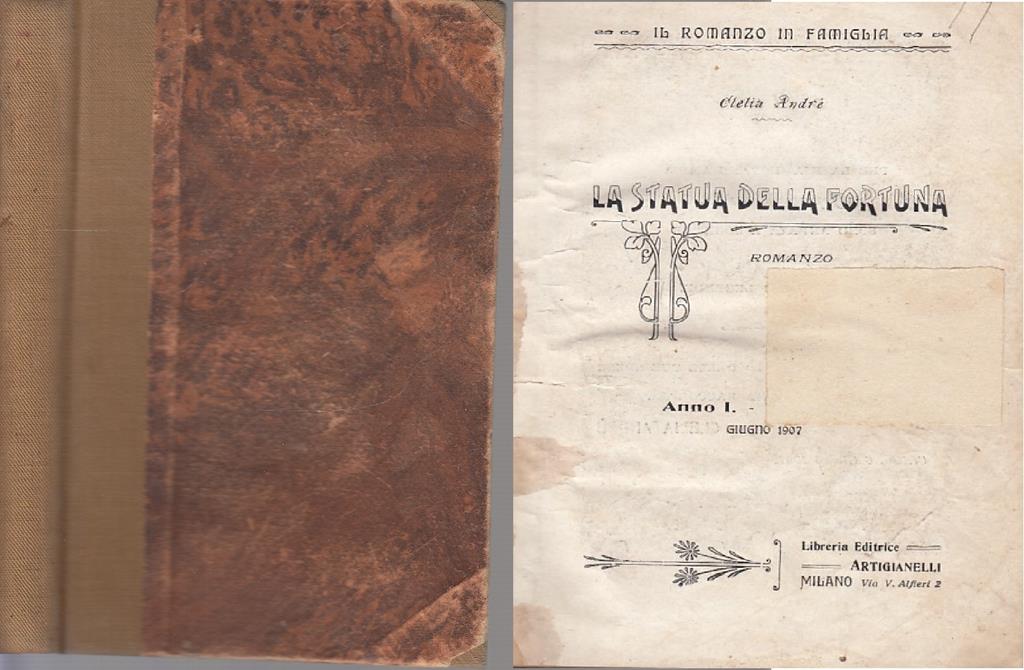 IL ROMANZO IN FAMIGLIA
Clelia André
LA STATUA DELLA FORTUNA
ROMANZO
Anno I. -
GIUGNO 1907
Libreria Editrice
ARTIGIANELLI
MILANO Via V. Alfieri 2